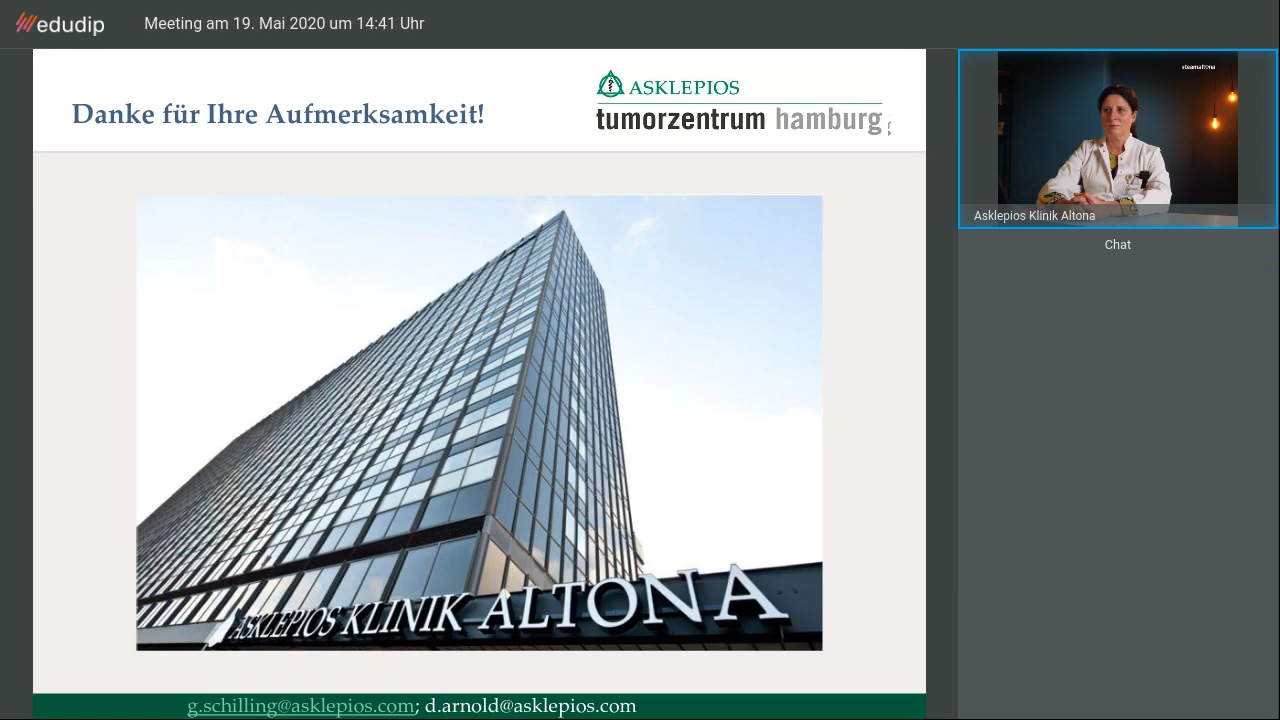 edudip
Meeting am 19. Mai 2020 um 14:41 Uhr
Danke für Ihre Aufmerksamkeit!
ASKLEPIOS
tumorzentrum hamburg
#teamaltona
Asklepios Klinik Altona
Chat
ASKLEPIOS KLINIK ALTONA
g.schilling@asklepios.com; d.arnold@asklepios.com